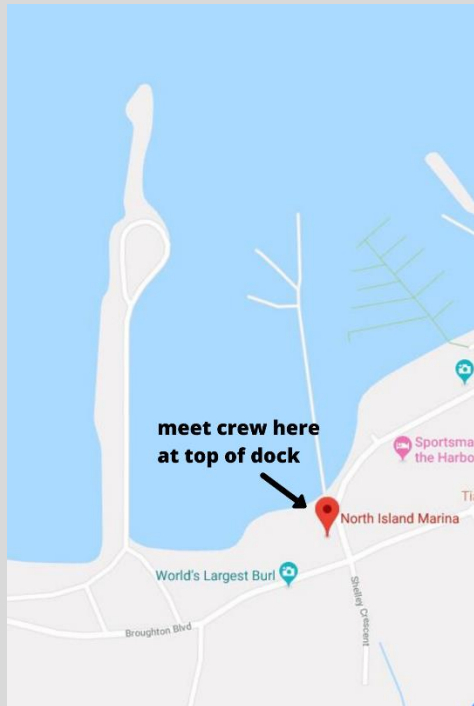 meet crew here
at top of dock
Sportsma
the Harbo
Ti
North Island Marina
World's Largest Burl
Shelley Crescent
Broughton Blvd